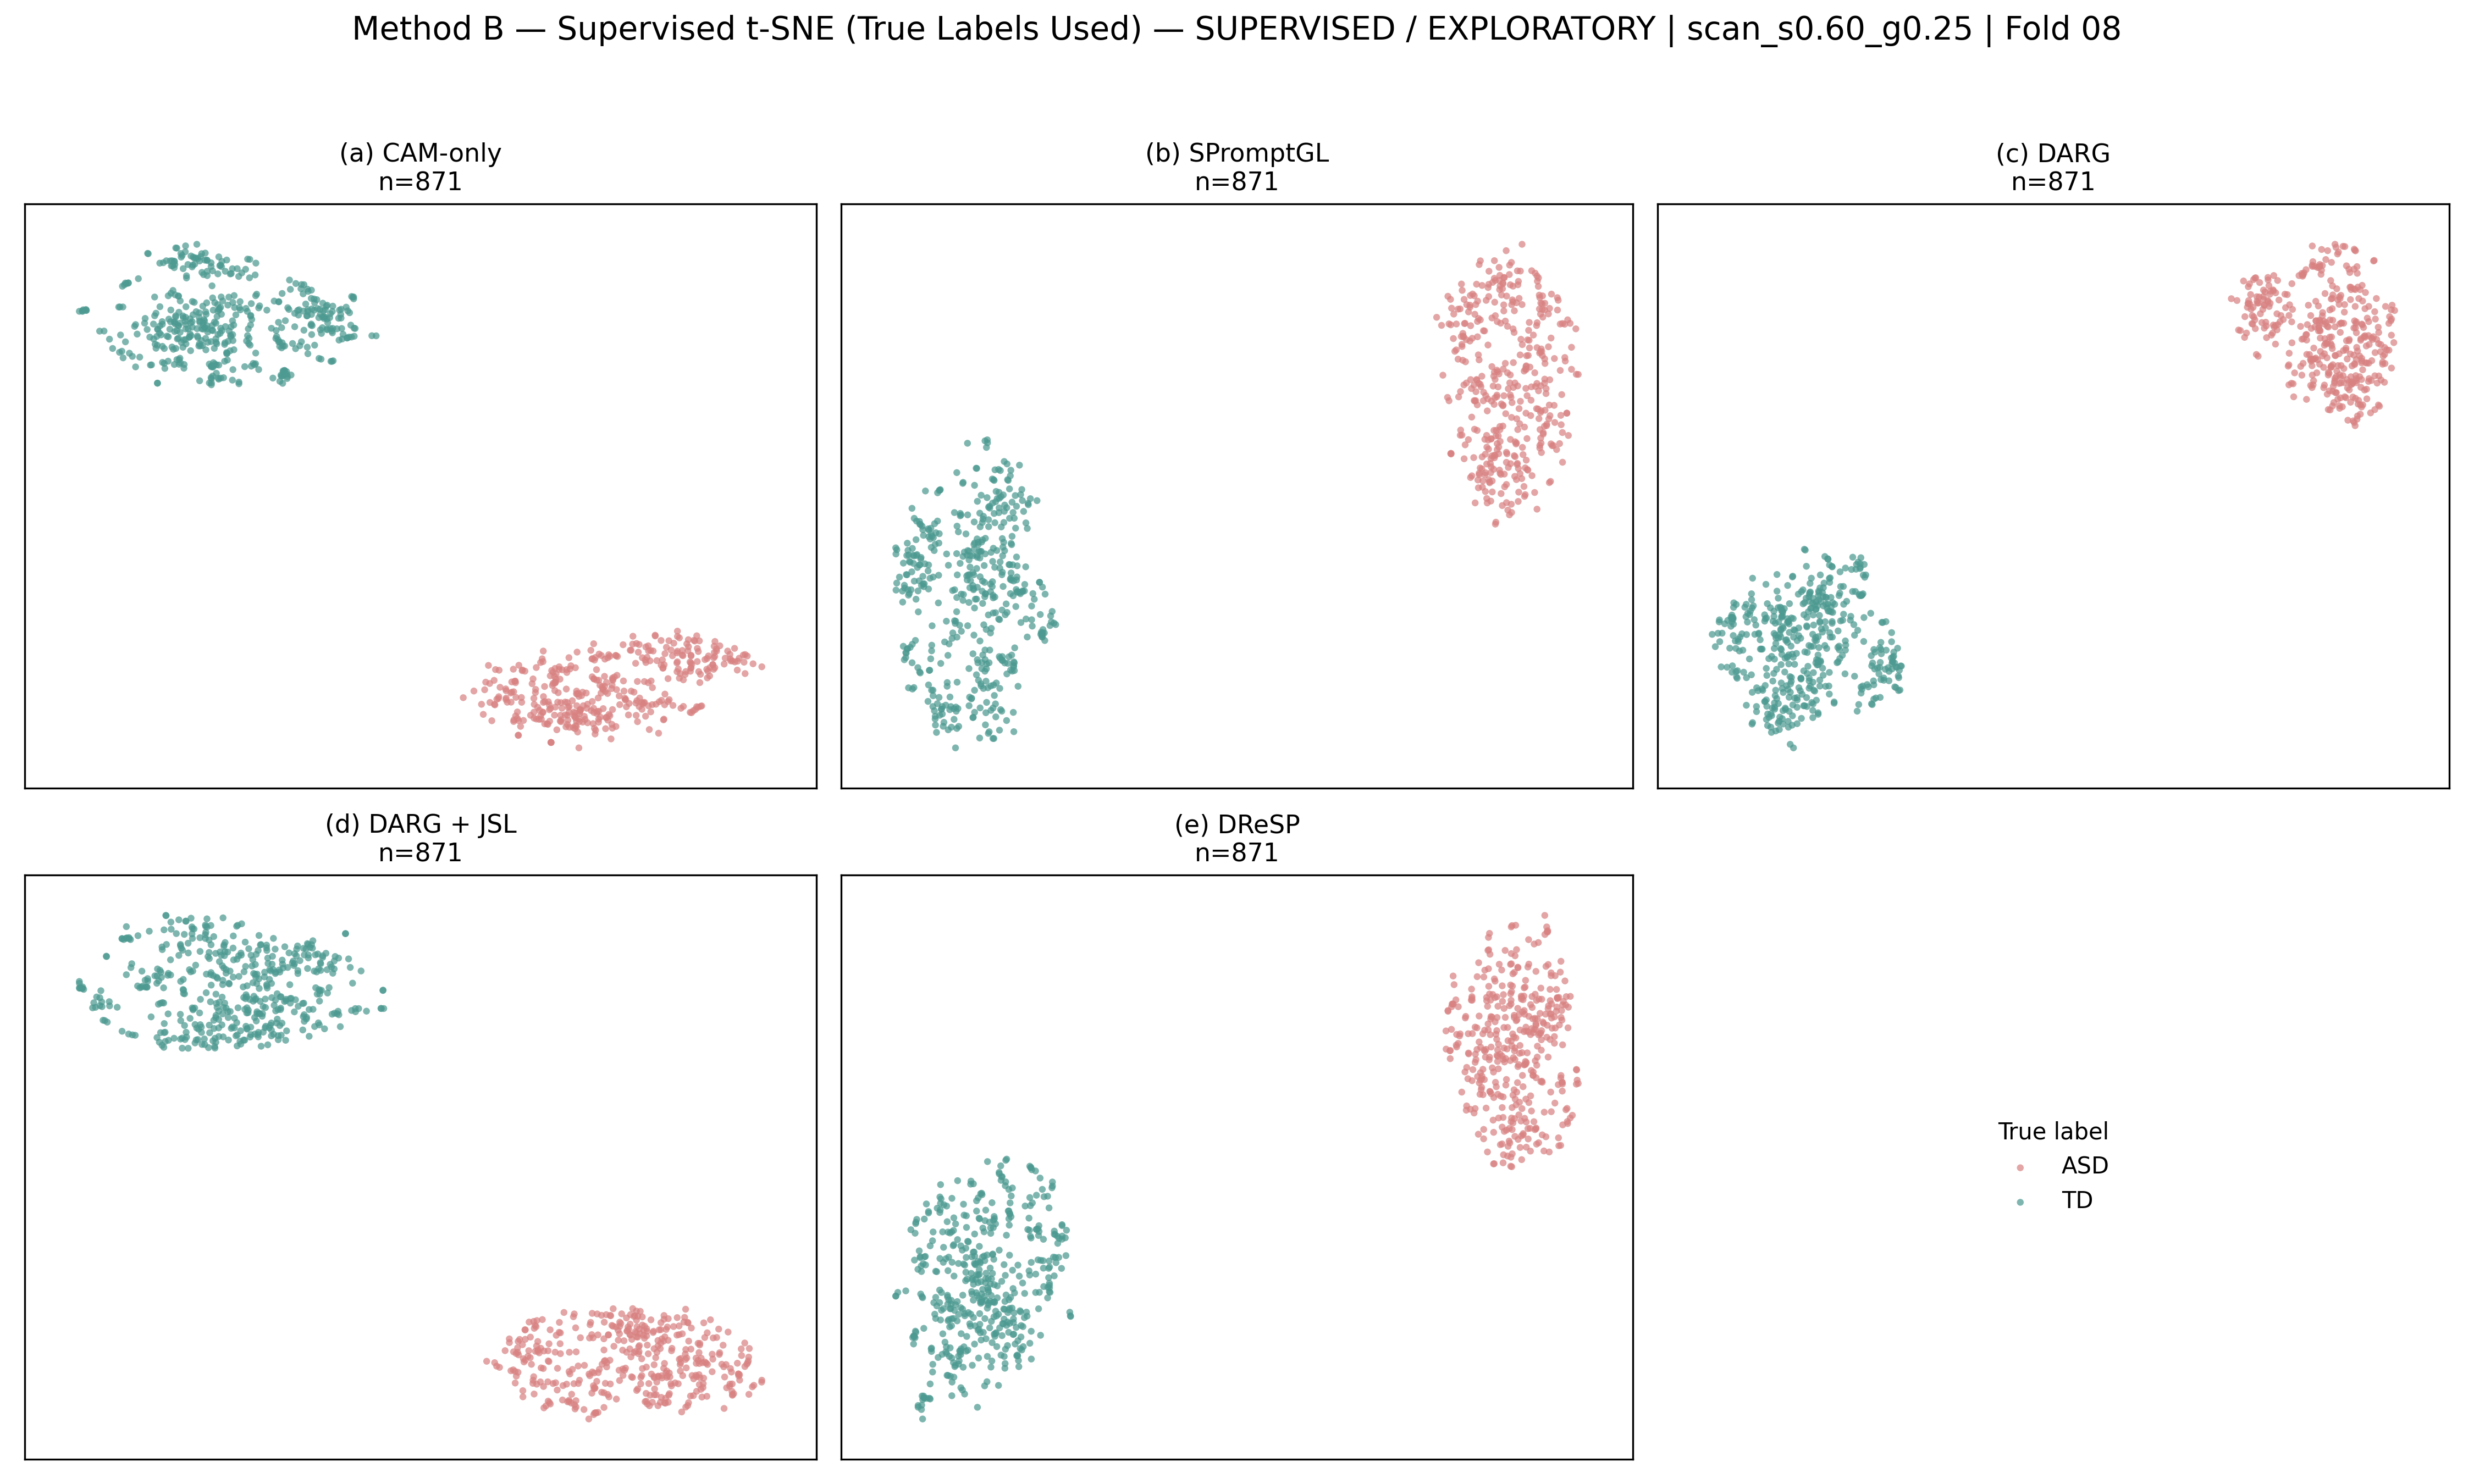 Method B — Supervised t-SNE (True Labels Used) — SUPERVISED / EXPLORATORY | scan_s0.60_g0.25 | Fold 08
(a) CAM-only
n=871
(b) SPromptGL
n=871
(c) DARG
n=871
(d) DARG + JSL
n=871
(e) DReSP
n=871
True label
ASD
TD